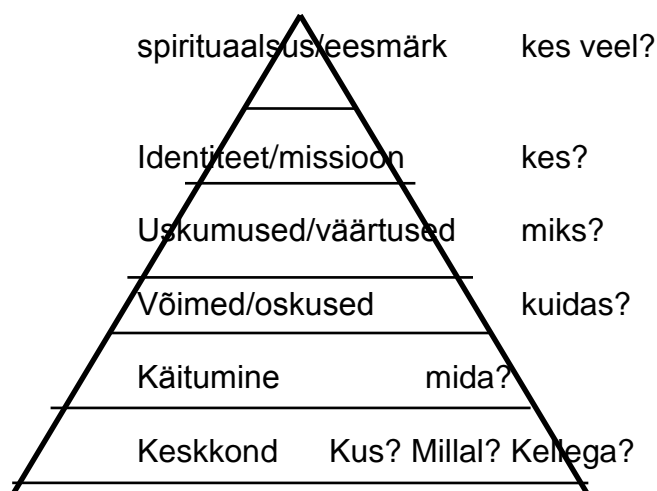 spirituaalsus/eesmärk kes veel?
Identiteet/missioon kes?
Uskumused/väärtused miks?
Võimed/oskused kuidas?
Käitumine mida?
Keskkond Kus? Millal? Kellega?